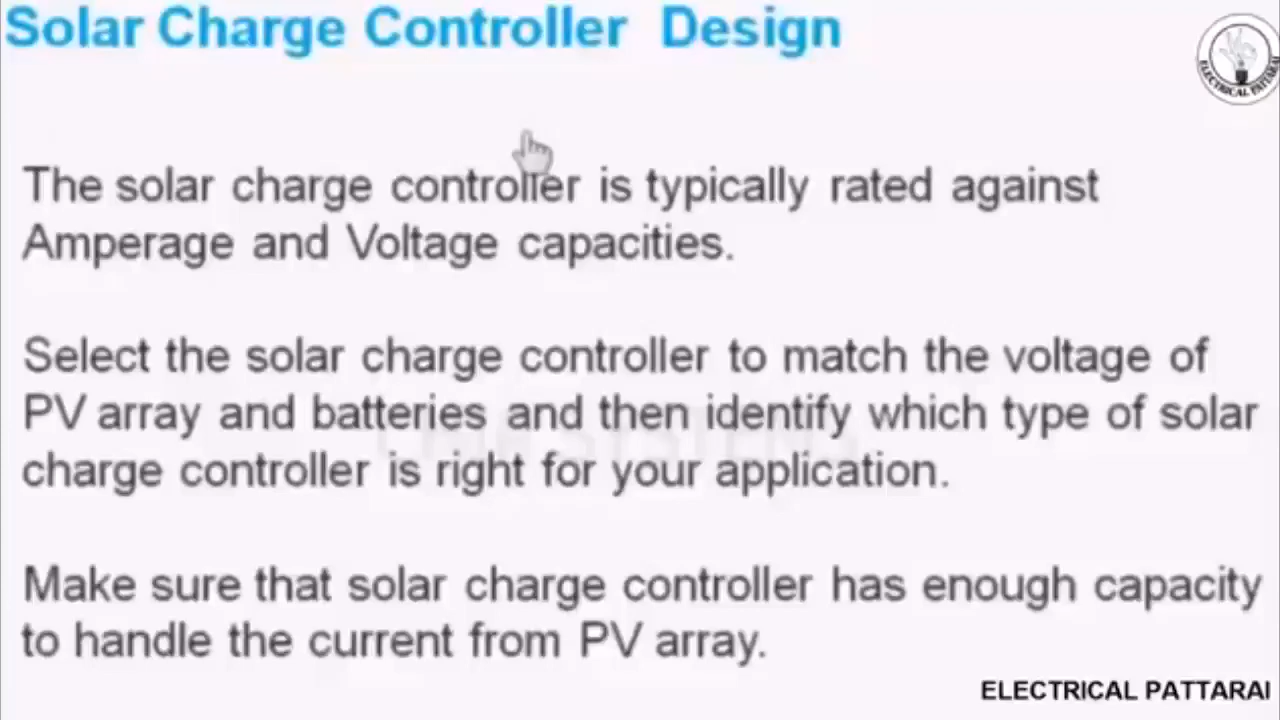 Solar Charge Controller Design
ELECTRICAL PATTARAI
The solar charge controller is typically rated against
Amperage and Voltage capacities.
Select the solar charge controller to match the voltage of
PV array and batteries and then identify which type of solar
charge controller is right for your application.
Make sure that solar charge controller has enough capacity
to handle the current from PV array.
ELECTRICAL PATTARAI